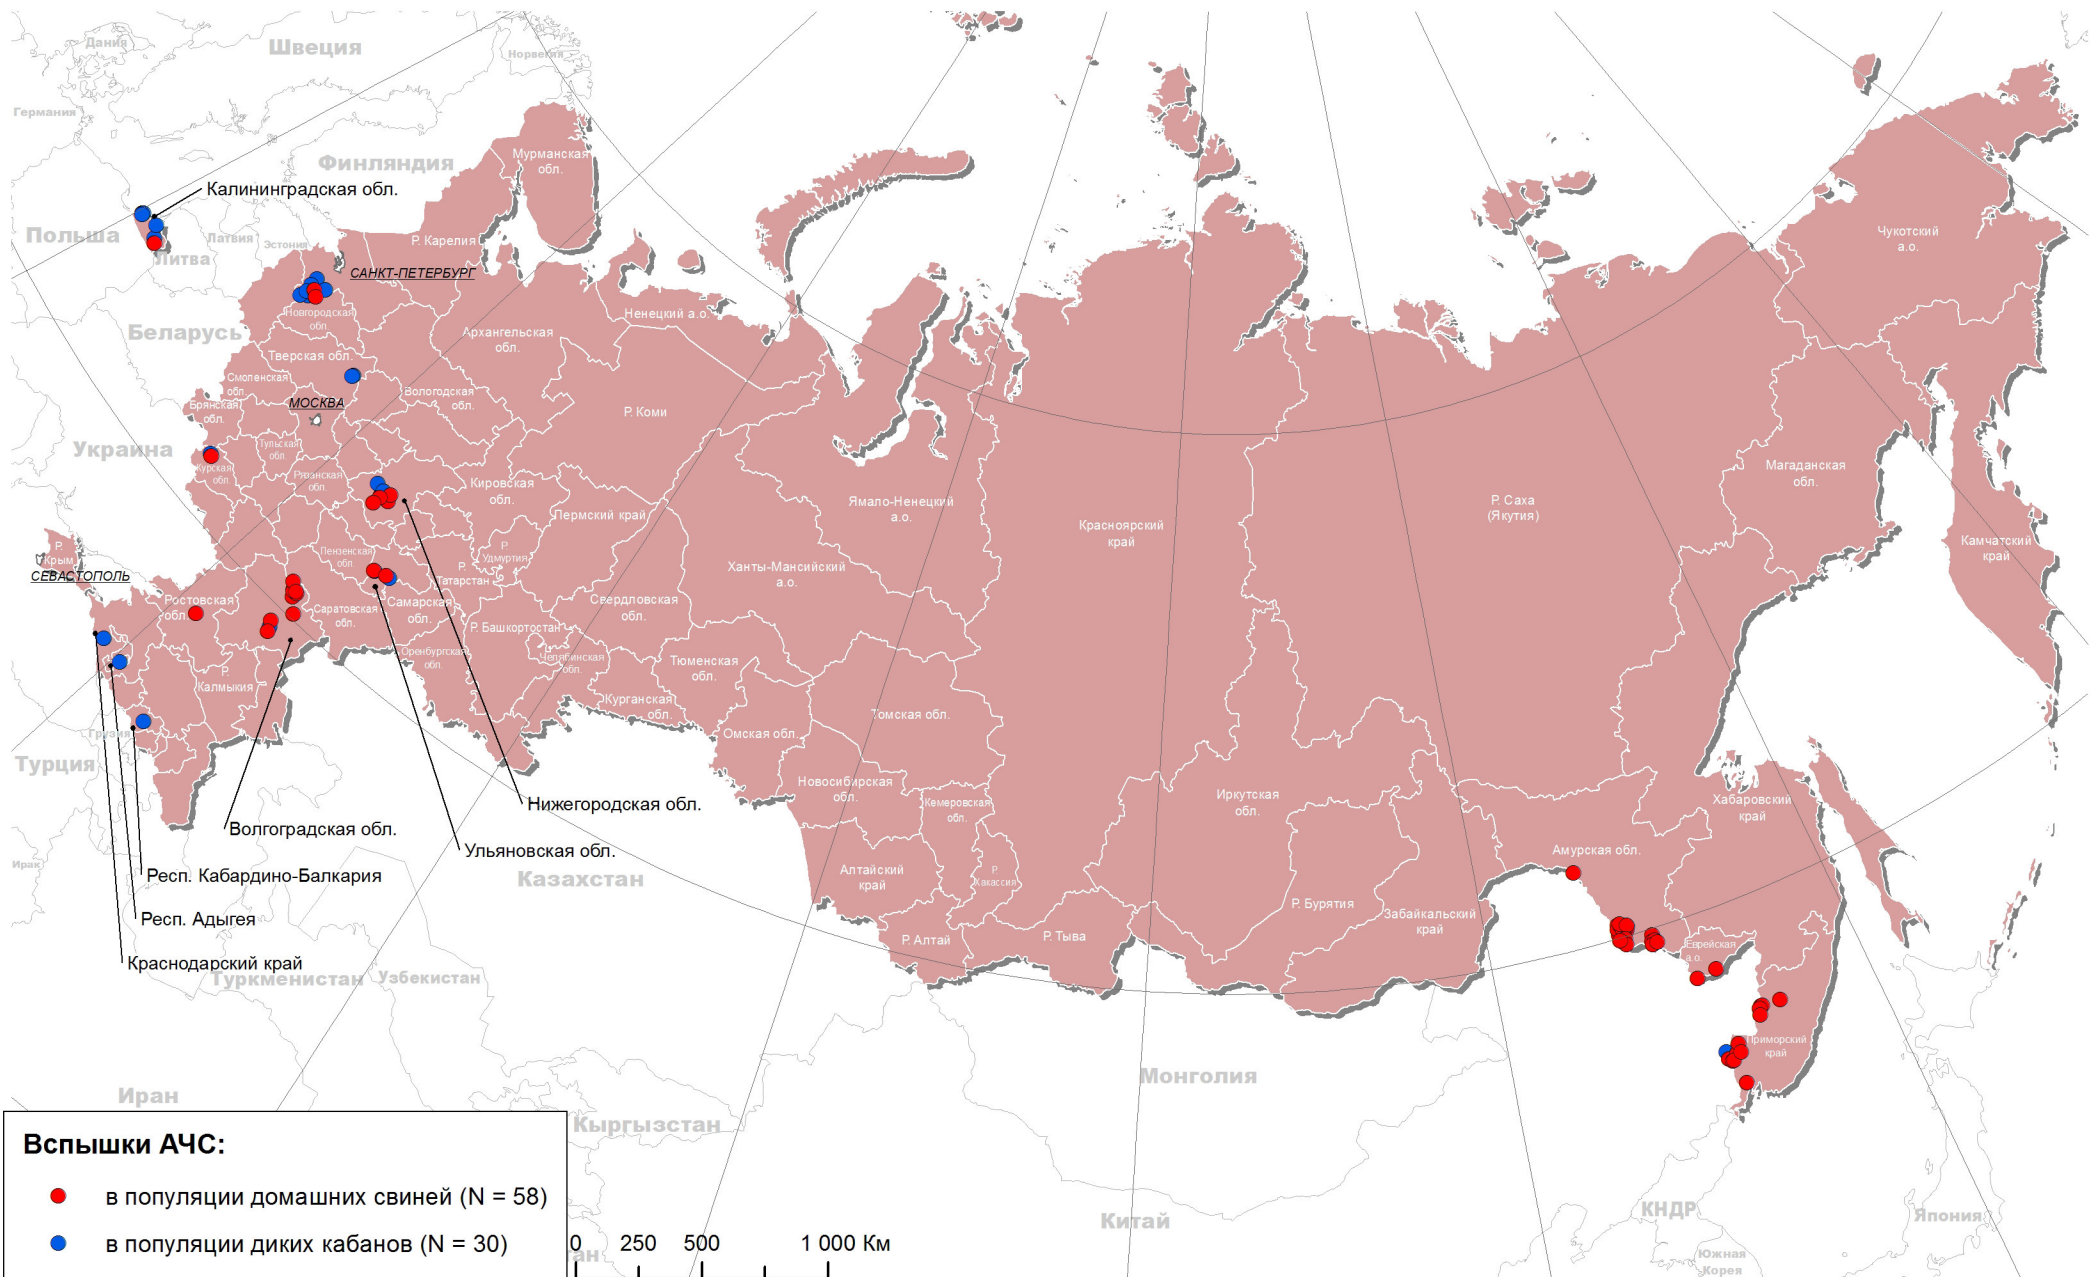 Дания
Швеция
Норвегия
Германия
Финляндия
Мурманская
обл.
Калининградская обл.
Польша
Латвия
Эстония
Литва
Р. Карелия
САНКТ-ПЕТЕРБУРГ
Чукотский
а.о.
Новгородская
обл.
Ненецкий а.о.
Беларусь
Архангельская
обл.
Тверская обл.
Смоленская
обл.
Вологодская
обл.
МОСКВА
Брянская
обл.
Р. Коми
Украина
Тульская
обл.
Курская
обл.
Рязанская
обл.
Кировская
обл.
Магаданская
обл.
Ямало-Ненецкий
а.о.
Р. Саха
(Якутия)
Пермский край
Красноярский
край
Камчатский
край
Р.
Крым
СЕВАСТОПОЛЬ
Пензенская
обл.
Р.
Удмуртия
Р.
Татарстан
Ханты-Мансийский
а.о.
Ростовская
обл.
Саратовская
обл.
Самарская
обл.
Свердловская
обл.
Р. Башкортостан
Оренбургская
обл.
Челябинская
обл.
Тюменская
обл.
Р.
Калмыкия
Курганская
обл.
Томская обл.
Грузия
Омская обл.
Турция
Новосибирская
обл.
Кемеровская
обл.
Иркутская
обл.
Хабаровский
край
Нижегородская обл.
Волгоградская обл.
Ульяновская обл.
Амурская обл.
Ирак
Респ. Кабардино-Балкария
Казахстан
Алтайский
край
Р.
Хакассия
Р. Бурятия
Забайкальский
край
Респ. Адыгея
Р. Алтай
Р. Тыва
Еврейская
а.о.
Краснодарский край
Туркменистан
Узбекистан
Приморский
край
Монголия
Иран
Кыргызстан
Вспышки АЧС:
в популяции домашних свиней (N = 58)
в популяции диких кабанов (N = 30)
0 250 500 1 000 Км
Китай
КНДР
Япония
Южная
Корея